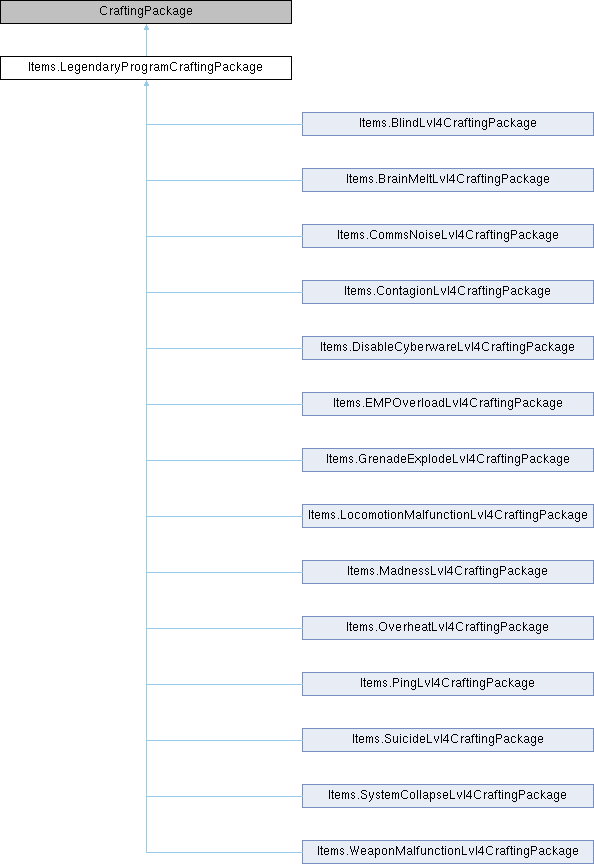 CraftingPackage
Items.LegendaryProgramCraftingPackage
Items.BlindLvl4CraftingPackage
Items.BrainMeltLvl4CraftingPackage
Items.CommsNoiseLvl4CraftingPackage
Items.ContagionLvl4CraftingPackage
Items.DisableCyberwareLvl4CraftingPackage
Items.EMPOverloadLvl4CraftingPackage
Items.GrenadeExplodeLvl4CraftingPackage
Items.LocomotionMalfunctionLvl4CraftingPackage
Items.MadnessLvl4CraftingPackage
Items.OverheatLvl4CraftingPackage
Items.PingLvl4CraftingPackage
Items.SuicideLvl4CraftingPackage
Items.SystemCollapseLvl4CraftingPackage
Items.WeaponMalfunctionLvl4CraftingPackage